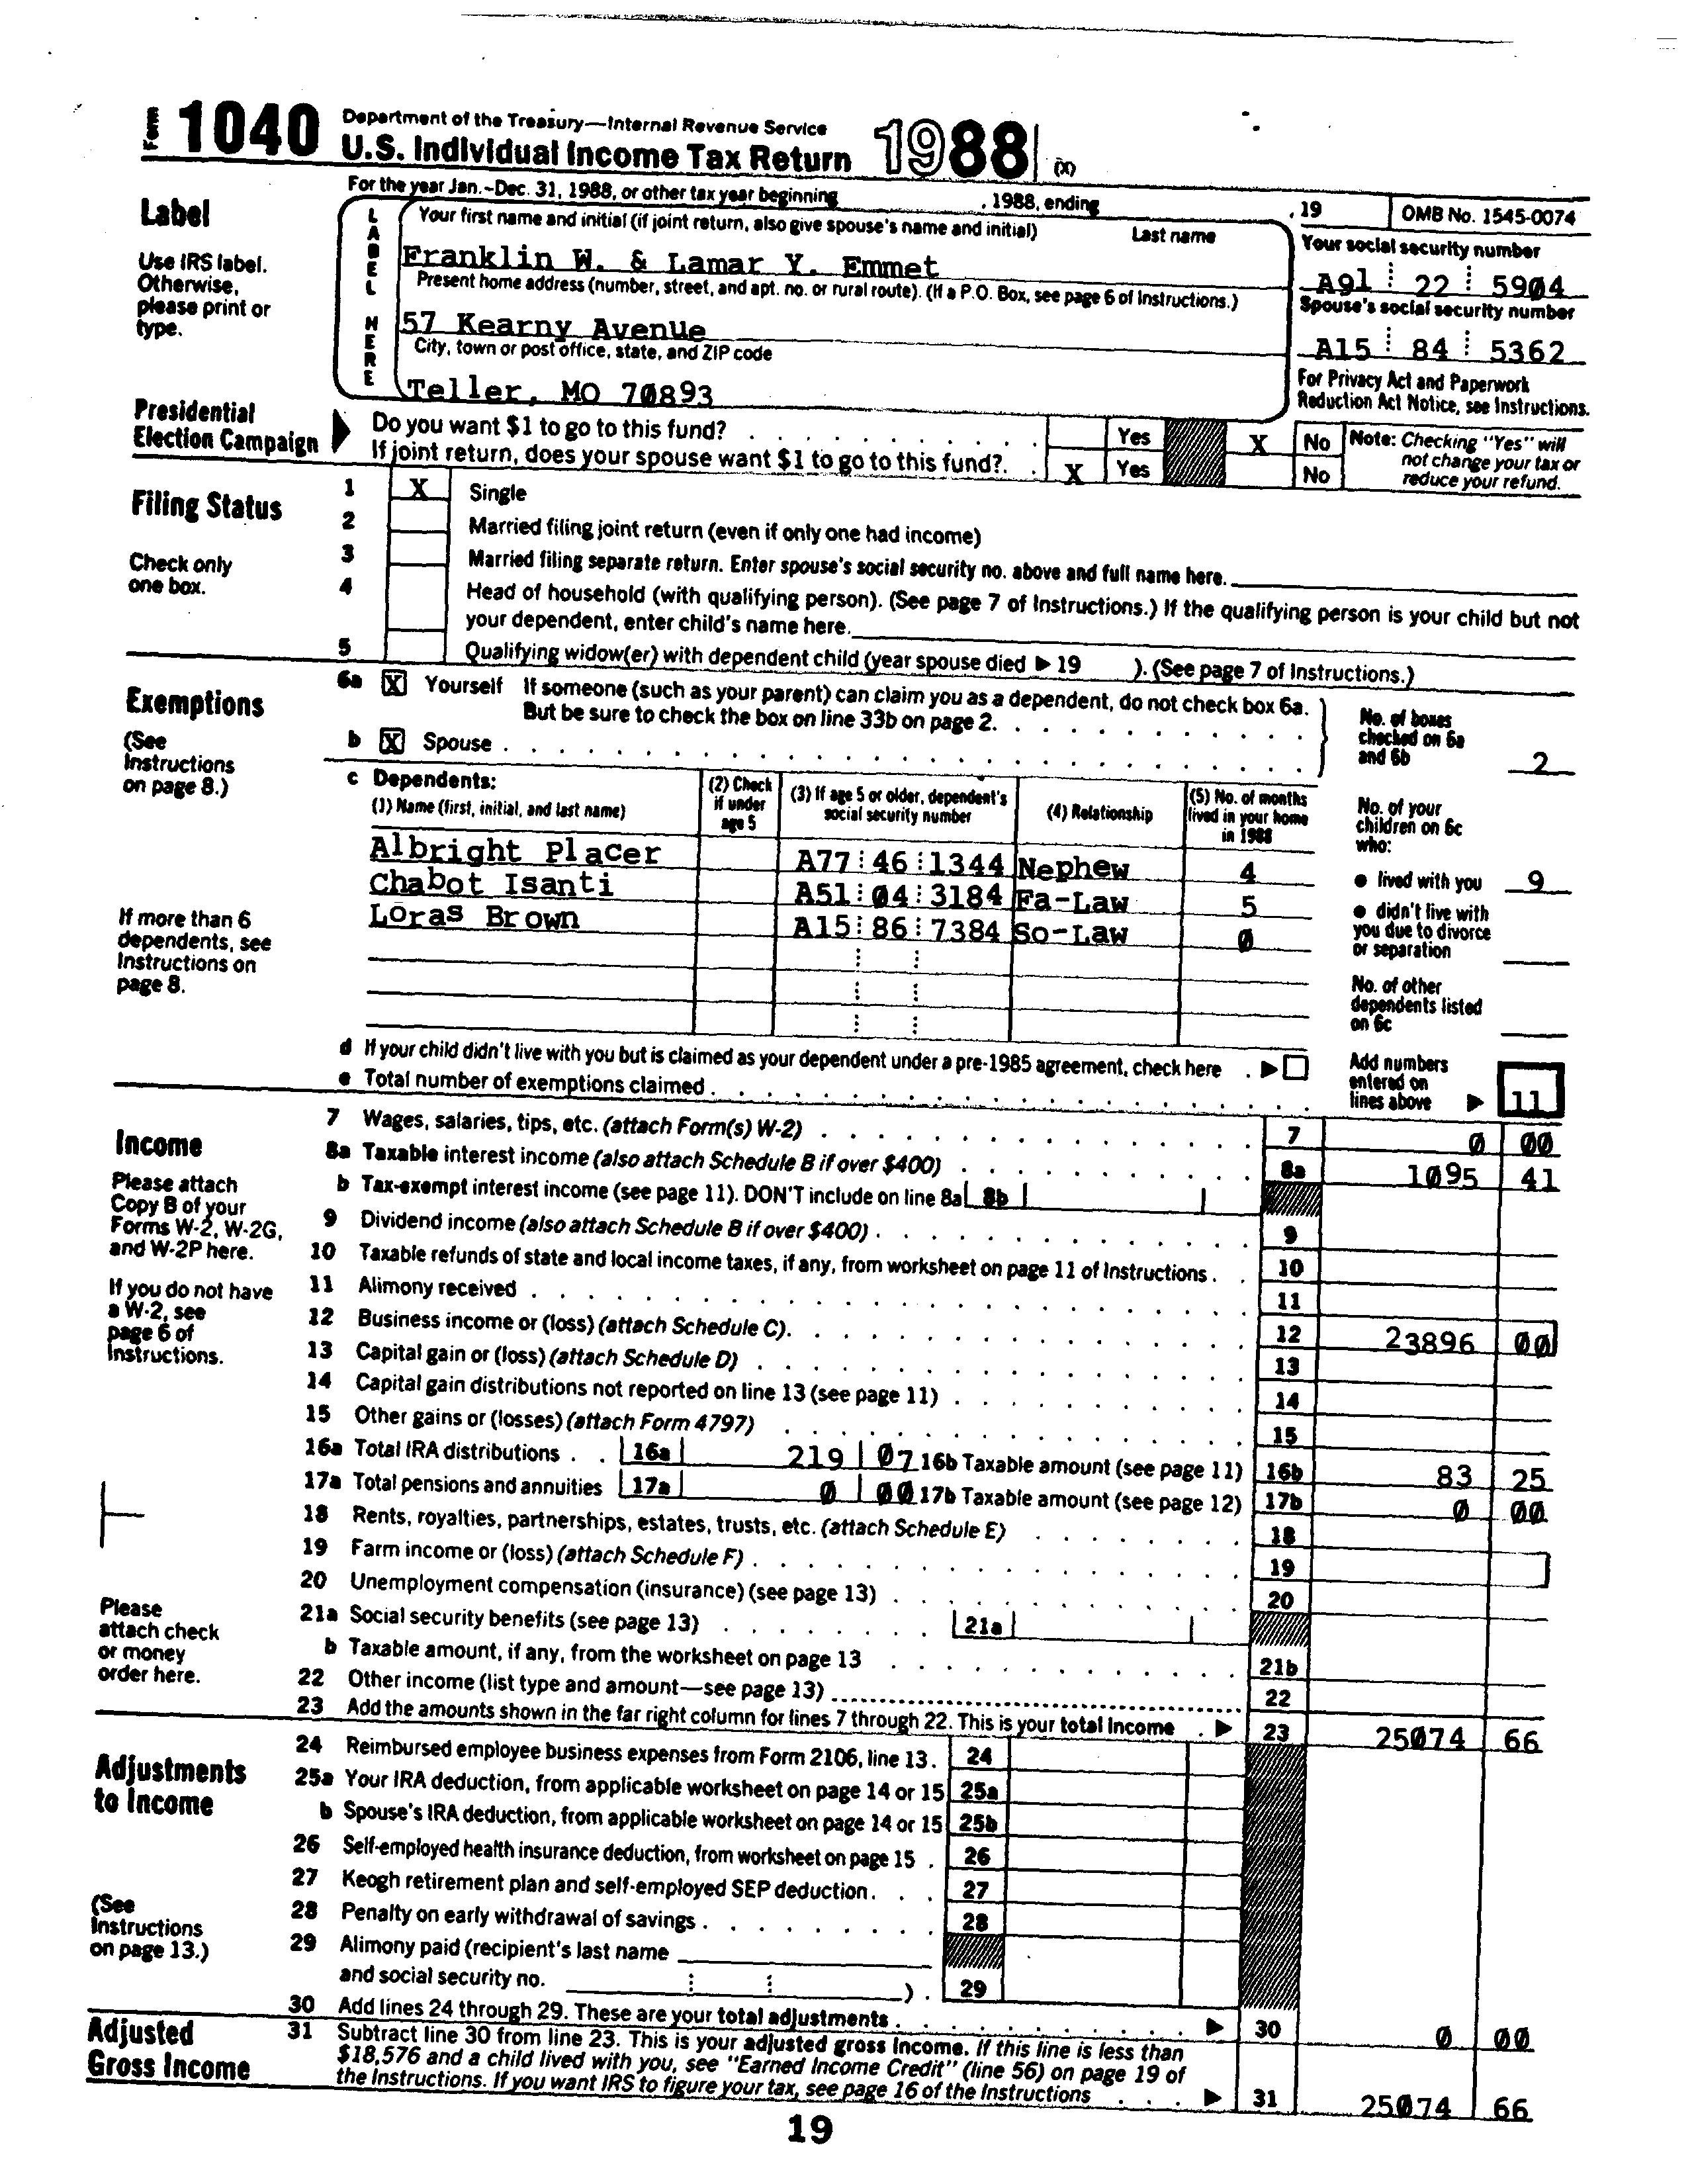 Form 1040 Department of the Treasury—Internal Revenue Service
U.S. Individual Income Tax Return 1988
For the year Jan.-Dec. 31, 1988, or other tax year beginning , 1988, ending , 19 OMB No. 1545-0074
Label
Use IRS label.
Otherwise,
please print or
type.
LABEL HERE
Your first name and initial (if joint return, also give spouse's name and initial) Last name
Franklin W. & Lamar Y. Emmet
Present home address (number, street, and apt. no. or rural route). (If a P.O. Box, see page 6 of Instructions.)
57 Kearny Avenue
City, town or post office, state, and ZIP code
Teller, MO 70893
Your social security number
A91 22 5904
Spouse's social security number
A15 84 5362
For Privacy Act and Paperwork
Reduction Act Notice, see Instructions.
Presidential
Election Campaign
Do you want $1 to go to this fund? Yes X No
If joint return, does your spouse want $1 to go to this fund? X Yes No
Note: Checking "Yes" will
not change your tax or
reduce your refund.
Filing Status
Check only
one box.
1 X Single
2 Married filing joint return (even if only one had income)
3 Married filing separate return. Enter spouse's social security no. above and full name here.
4 Head of household (with qualifying person). (See page 7 of Instructions.) If the qualifying person is your child but not
your dependent, enter child's name here.
5 Qualifying widow(er) with dependent child (year spouse died ▶ 19 ). (See page 7 of Instructions.)
Exemptions
(See
Instructions
on page 8.)
6a X Yourself If someone (such as your parent) can claim you as a dependent, do not check box 6a.
But be sure to check the box on line 33b on page 2.
b X Spouse
No. of boxes
checked on 6a
and 6b 2
c Dependents:
(1) Name (first, initial, and last name)
(2) Check
if under
age 5
(3) If age 5 or older, dependent's
social security number
(4) Relationship
(5) No. of months
lived in your home
in 1988
Albright Placer A77 46 1344 Nephew 4
Chabot Isanti A51 04 3184 Fa-Law 5
Loras Brown A15 86 7384 So-Law 0
If more than 6
dependents, see
Instructions on
page 8.
No. of your
children on 6c
who:
● lived with you 9
● didn't live with
you due to divorce
or separation
No. of other
dependents listed
on 6c
d If your child didn't live with you but is claimed as your dependent under a pre-1985 agreement, check here ▶
e Total number of exemptions claimed
Add numbers
entered on
lines above ▶ 11
Income
Please attach
Copy B of your
Forms W-2, W-2G,
and W-2P here.
If you do not have
a W-2, see
page 6 of
Instructions.
7 Wages, salaries, tips, etc. (attach Form(s) W-2) 7 0 00
8a Taxable interest income (also attach Schedule B if over $400) 8a 1095 41
b Tax-exempt interest income (see page 11). DON'T include on line 8a 8b
9 Dividend income (also attach Schedule B if over $400) 9
10 Taxable refunds of state and local income taxes, if any, from worksheet on page 11 of Instructions 10
11 Alimony received 11
12 Business income or (loss) (attach Schedule C) 12 23896 00
13 Capital gain or (loss) (attach Schedule D) 13
14 Capital gain distributions not reported on line 13 (see page 11) 14
15 Other gains or (losses) (attach Form 4797) 15
16a Total IRA distributions 16a 219 07 16b Taxable amount (see page 11) 16b 83 25
17a Total pensions and annuities 17a 0 00 17b Taxable amount (see page 12) 17b 0 00
18 Rents, royalties, partnerships, estates, trusts, etc. (attach Schedule E) 18
19 Farm income or (loss) (attach Schedule F) 19
20 Unemployment compensation (insurance) (see page 13) 20
21a Social security benefits (see page 13) 21a
b Taxable amount, if any, from the worksheet on page 13 21b
22 Other income (list type and amount—see page 13) 22
23 Add the amounts shown in the far right column for lines 7 through 22. This is your total income ▶ 23 25074 66
Please
attach check
or money
order here.
Adjustments
to Income
(See
Instructions
on page 13.)
24 Reimbursed employee business expenses from Form 2106, line 13. 24
25a Your IRA deduction, from applicable worksheet on page 14 or 15 25a
b Spouse's IRA deduction, from applicable worksheet on page 14 or 15 25b
26 Self-employed health insurance deduction, from worksheet on page 15 26
27 Keogh retirement plan and self-employed SEP deduction 27
28 Penalty on early withdrawal of savings 28
29 Alimony paid (recipient's last name
and social security no. ). 29
30 Add lines 24 through 29. These are your total adjustments ▶ 30 0 00
Adjusted
Gross Income
31 Subtract line 30 from line 23. This is your adjusted gross income. If this line is less than
$18,576 and a child lived with you, see "Earned Income Credit" (line 56) on page 19 of
the Instructions. If you want IRS to figure your tax, see page 16 of the Instructions ▶ 31 25074 66
19